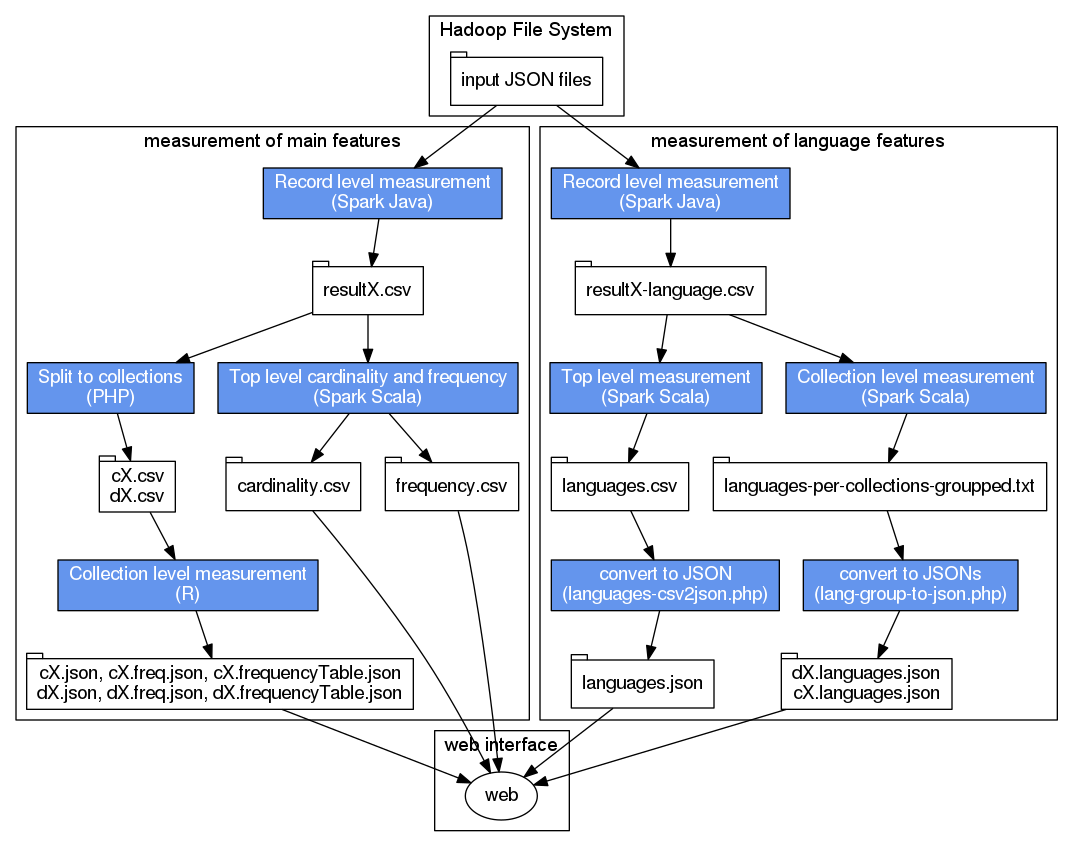 Hadoop File System
input JSON files
measurement of main features
measurement of language features
Record level measurement
(Spark Java)
Record level measurement
(Spark Java)
resultX.csv
resultX-language.csv
Split to collections
(PHP)
Top level cardinality and frequency
(Spark Scala)
Top level measurement
(Spark Scala)
Collection level measurement
(Spark Scala)
cX.csv
dX.csv
cardinality.csv
frequency.csv
languages.csv
languages-per-collections-groupped.txt
Collection level measurement
(R)
convert to JSON
(languages-csv2json.php)
convert to JSONs
(lang-group-to-json.php)
cX.json, cX.freq.json, cX.frequencyTable.json
dX.json, dX.freq.json, dX.frequencyTable.json
languages.json
dX.languages.json
cX.languages.json
web interface
web